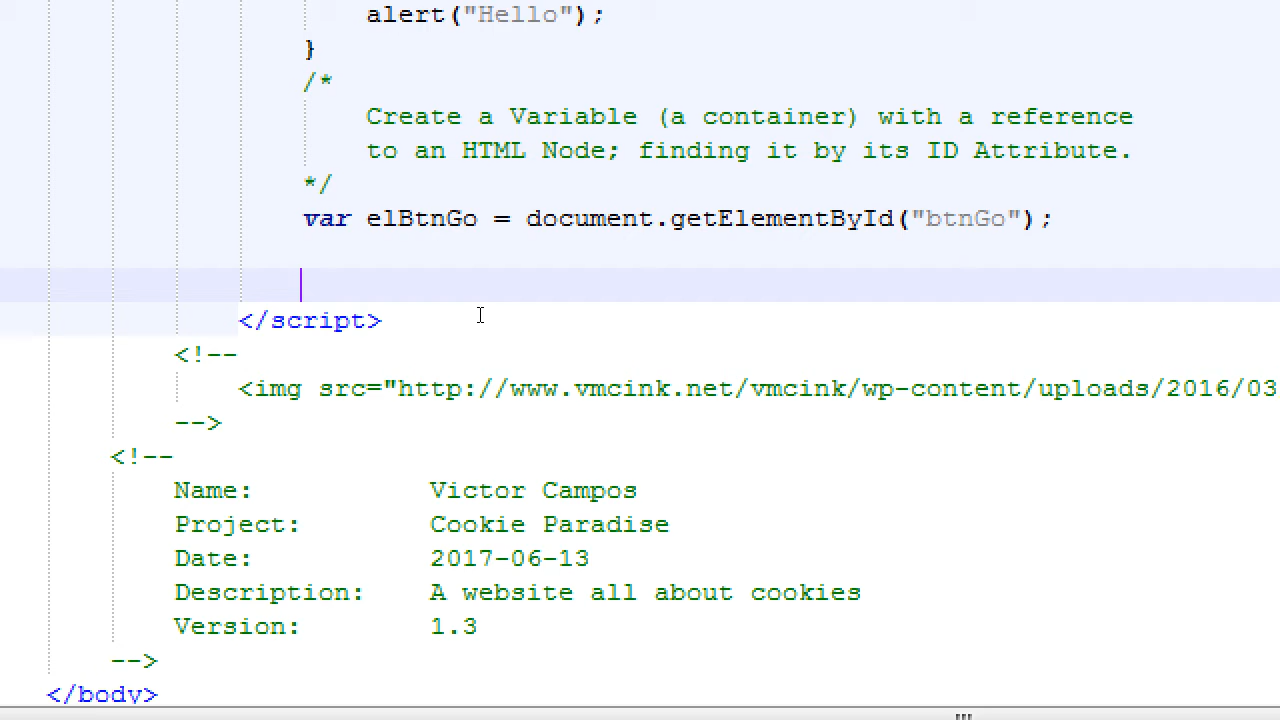 alert("Hello");
}
/*
Create a Variable (a container) with a reference
to an HTML Node; finding it by its ID Attribute.
*/
var elBtnGo = document.getElementById("btnGo");
</script>
<!--
<img src="http://www.vmcink.net/vmcink/wp-content/uploads/2016/03
-->
<!--
Name: Victor Campos
Project: Cookie Paradise
Date: 2017-06-13
Description: A website all about cookies
Version: 1.3
-->
</body>